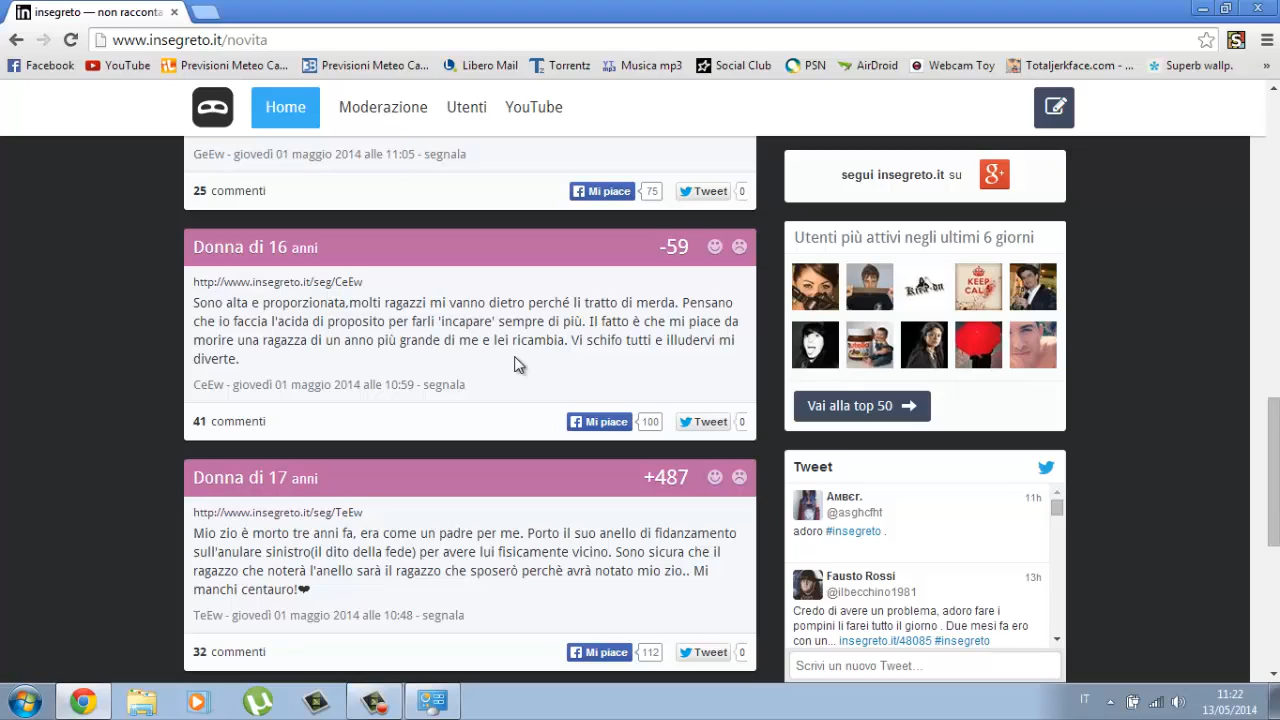 insegreto — non racconta
www.insegreto.it/novita
Facebook
YouTube
Previsioni Meteo Ca...
Previsioni Meteo Ca...
Libero Mail
Torrentz
Musica mp3
Social Club
PSN
AirDroid
Webcam Toy
Totaljerkface.com - ...
Superb wallp.
»
Home
Moderazione
Utenti
YouTube
GeEw - giovedì 01 maggio 2014 alle 11:05 - segnala
25 commenti
Mi piace
75
Tweet
0
Donna di 16 anni
-59
http://www.insegreto.it/seg/CeEw
Sono alta e proporzionata,molti ragazzi mi vanno dietro perché li tratto di merda. Pensano
che io faccia l'acida di proposito per farli 'incapare' sempre di più. Il fatto è che mi piace da
morire una ragazza di un anno più grande di me e lei ricambia. Vi schifo tutti e illudervi mi
diverte.
CeEw - giovedì 01 maggio 2014 alle 10:59 - segnala
41 commenti
Mi piace
100
Tweet
0
Donna di 17 anni
+487
http://www.insegreto.it/seg/TeEw
Mio zio è morto tre anni fa, era come un padre per me. Porto il suo anello di fidanzamento
sull'anulare sinistro(il dito della fede) per avere lui fisicamente vicino. Sono sicura che il
ragazzo che noterà l'anello sarà il ragazzo che sposerò perchè avrà notato mio zio.. Mi
manchi centauro!❤
TeEw - giovedì 01 maggio 2014 alle 10:48 - segnala
32 commenti
Mi piace
112
Tweet
0
segui insegreto.it su
g+
Utenti più attivi negli ultimi 6 giorni
KEEP
CALM
Vai alla top 50
Tweet
Aмвєг.
11h
@asghcfht
adoro #insegreto .
Fausto Rossi
13h
@ilbecchino1981
Credo di avere un problema, adoro fare i
pompini li farei tutto il giorno . Due mesi fa ero
con un... insegreto.it/48085 #insegreto
Scrivi un nuovo Tweet...
IT
11:22
13/05/2014